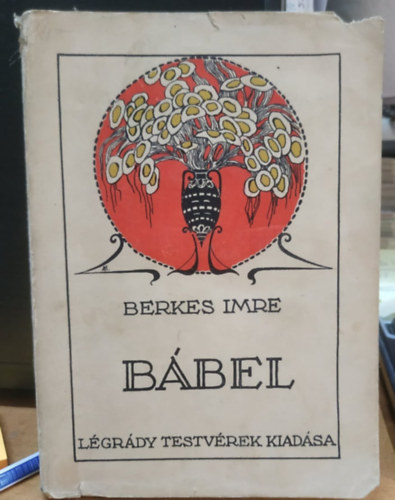 BERKES IMRE
BÁBEL
LÉGRÁDY TESTVÉREK KIADÁSA